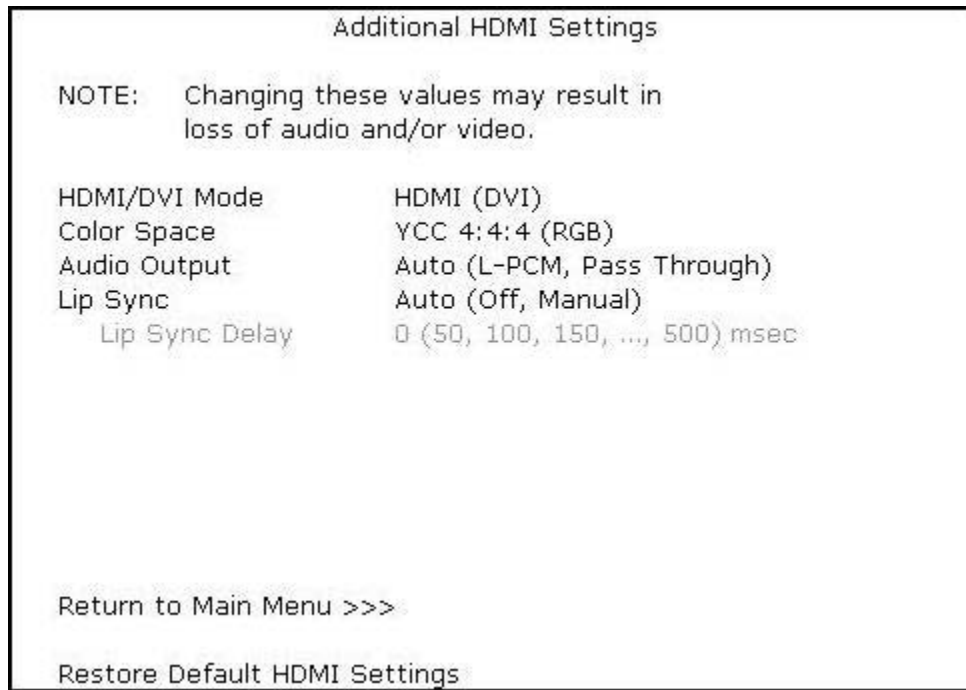 Additional HDMI Settings
NOTE: Changing these values may result in
loss of audio and/or video.
HDMI/DVI Mode HDMI (DVI)
Color Space YCC 4:4:4 (RGB)
Audio Output Auto (L-PCM, Pass Through)
Lip Sync Auto (Off, Manual)
Lip Sync Delay 0 (50, 100, 150, ..., 500) msec
Return to Main Menu >>>
Restore Default HDMI Settings